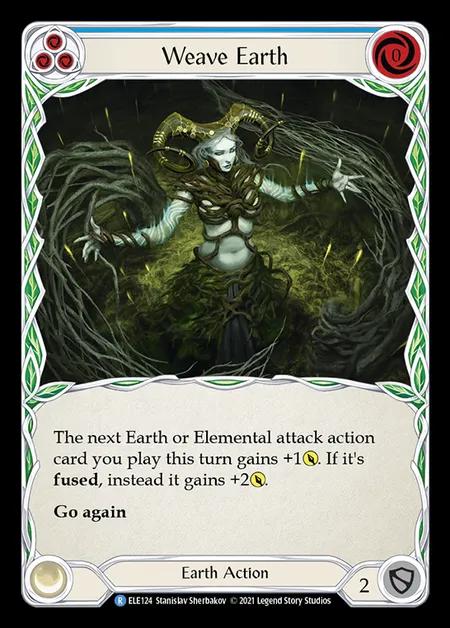 Weave Earth
0
The next Earth or Elemental attack action
card you play this turn gains +1. If it's
fused, instead it gains +2.
Go again
Earth Action
2
R ELE124 Stanislav Sherbakov © 2021 Legend Story Studios